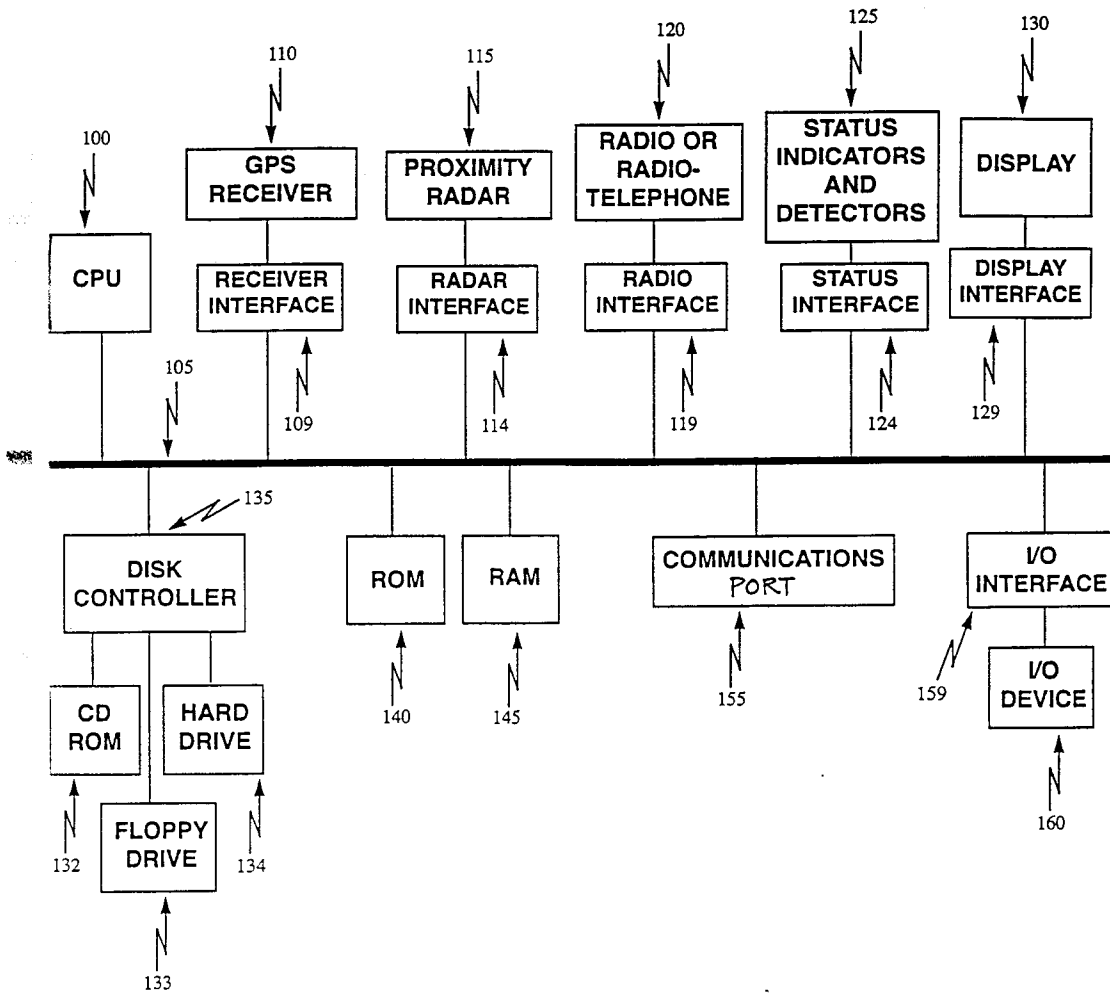 120
125
130
110
115
100
GPS
RECEIVER
PROXIMITY
RADAR
RADIO OR
RADIO-
TELEPHONE
STATUS
INDICATORS
AND
DETECTORS
DISPLAY
CPU
RECEIVER
INTERFACE
RADAR
INTERFACE
RADIO
INTERFACE
STATUS
INTERFACE
DISPLAY
INTERFACE
105
109
114
119
124
129
135
DISK
CONTROLLER
ROM
RAM
COMMUNICATIONS
PORT
I/O
INTERFACE
CD
ROM
HARD
DRIVE
140
145
155
159
I/O
DEVICE
FLOPPY
DRIVE
132
134
160
133